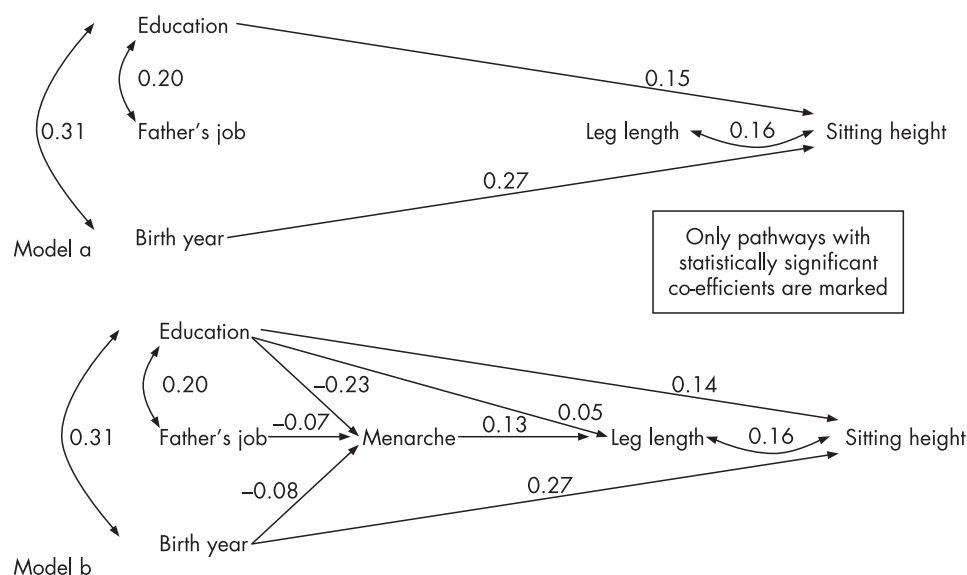 Education
0.15
0.20
0.31
Father's job
Leg length
0.16
Sitting height
0.27
Birth year
Model a
Only pathways with
statistically significant
co-efficients are marked
Education
0.20
–0.23
0.14
0.05
0.31
Father's job
–0.07
Menarche
0.13
Leg length
0.16
Sitting height
–0.08
0.27
Birth year
Model b